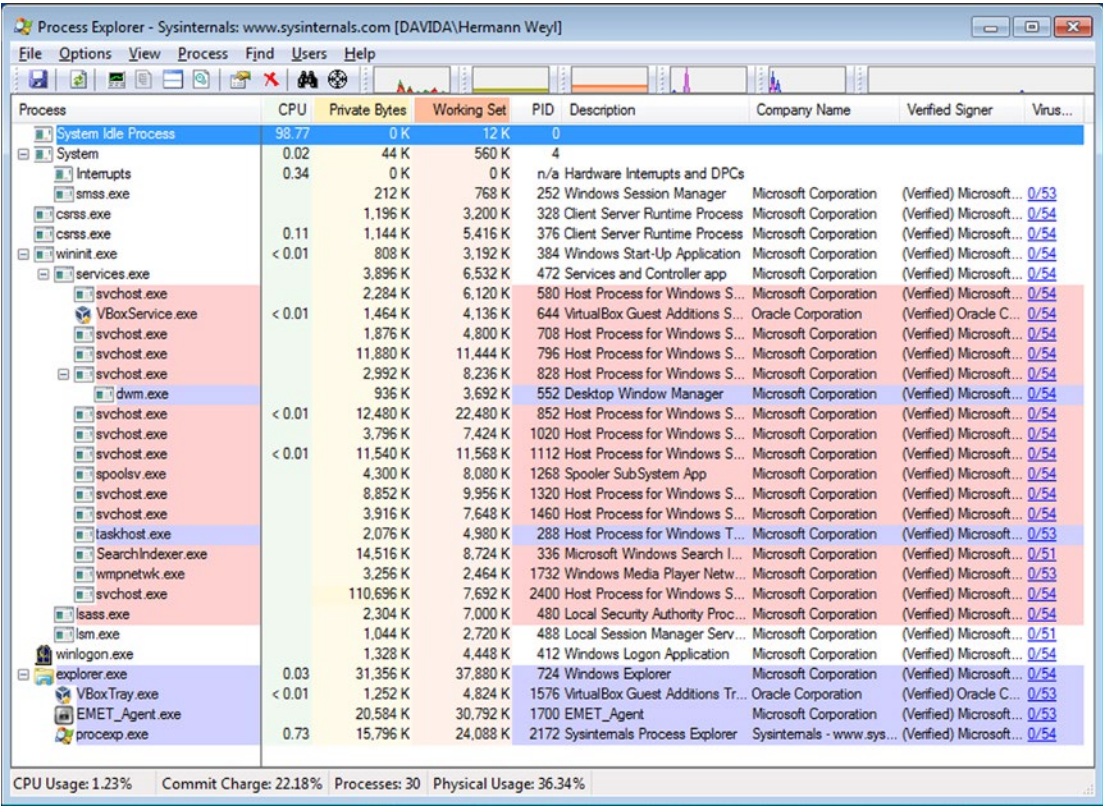 Process Explorer - Sysinternals: www.sysinternals.com [DAVIDA\Hermann Weyl]
File Options View Process Find Users Help
Process CPU Private Bytes Working Set PID Description Company Name Verified Signer Virus...
System Idle Process 98.77 0 K 12 K 0
System 0.02 44 K 560 K 4
Interrupts 0.34 0 K 0 K n/a Hardware Interrupts and DPCs
smss.exe 212 K 768 K 252 Windows Session Manager Microsoft Corporation (Verified) Microsoft... 0/53
csrss.exe 1,196 K 3,200 K 328 Client Server Runtime Process Microsoft Corporation (Verified) Microsoft... 0/54
csrss.exe 0.11 1,144 K 5,416 K 376 Client Server Runtime Process Microsoft Corporation (Verified) Microsoft... 0/54
wininit.exe < 0.01 808 K 3,192 K 384 Windows Start-Up Application Microsoft Corporation (Verified) Microsoft... 0/54
services.exe 3,896 K 6,532 K 472 Services and Controller app Microsoft Corporation (Verified) Microsoft... 0/54
svchost.exe 2,284 K 6,120 K 580 Host Process for Windows S... Microsoft Corporation (Verified) Microsoft... 0/54
VBoxService.exe < 0.01 1,464 K 4,136 K 644 VirtualBox Guest Additions S... Oracle Corporation (Verified) Oracle C... 0/54
svchost.exe 1,876 K 4,800 K 708 Host Process for Windows S... Microsoft Corporation (Verified) Microsoft... 0/54
svchost.exe 11,880 K 11,444 K 796 Host Process for Windows S... Microsoft Corporation (Verified) Microsoft... 0/54
svchost.exe 2,992 K 8,236 K 828 Host Process for Windows S... Microsoft Corporation (Verified) Microsoft... 0/54
dwm.exe 936 K 3,692 K 552 Desktop Window Manager Microsoft Corporation (Verified) Microsoft... 0/54
svchost.exe < 0.01 12,480 K 22,480 K 852 Host Process for Windows S... Microsoft Corporation (Verified) Microsoft... 0/54
svchost.exe 3,796 K 7,424 K 1020 Host Process for Windows S... Microsoft Corporation (Verified) Microsoft... 0/54
svchost.exe < 0.01 11,540 K 11,568 K 1112 Host Process for Windows S... Microsoft Corporation (Verified) Microsoft... 0/54
spoolsv.exe 4,300 K 8,080 K 1268 Spooler SubSystem App Microsoft Corporation (Verified) Microsoft... 0/54
svchost.exe 8,852 K 9,956 K 1320 Host Process for Windows S... Microsoft Corporation (Verified) Microsoft... 0/54
svchost.exe 3,916 K 7,648 K 1460 Host Process for Windows S... Microsoft Corporation (Verified) Microsoft... 0/54
taskhost.exe 2,076 K 4,980 K 288 Host Process for Windows T... Microsoft Corporation (Verified) Microsoft... 0/53
SearchIndexer.exe 14,516 K 8,724 K 336 Microsoft Windows Search I... Microsoft Corporation (Verified) Microsoft... 0/51
wmpnetwk.exe 3,256 K 2,464 K 1732 Windows Media Player Netw... Microsoft Corporation (Verified) Microsoft... 0/53
svchost.exe 110,696 K 7,692 K 2400 Host Process for Windows S... Microsoft Corporation (Verified) Microsoft... 0/54
lsass.exe 2,304 K 7,000 K 480 Local Security Authority Proc... Microsoft Corporation (Verified) Microsoft... 0/54
lsm.exe 1,044 K 2,720 K 488 Local Session Manager Serv... Microsoft Corporation (Verified) Microsoft... 0/51
winlogon.exe 1,328 K 4,448 K 412 Windows Logon Application Microsoft Corporation (Verified) Microsoft... 0/54
explorer.exe 0.03 31,356 K 37,880 K 724 Windows Explorer Microsoft Corporation (Verified) Microsoft... 0/54
VBoxTray.exe < 0.01 1,252 K 4,824 K 1576 VirtualBox Guest Additions Tr... Oracle Corporation (Verified) Oracle C... 0/53
EMET_Agent.exe 20,584 K 30,792 K 1700 EMET_Agent Microsoft Corporation (Verified) Microsoft... 0/53
procexp.exe 0.73 15,796 K 24,088 K 2172 Sysinternals Process Explorer Sysinternals - www.sys... (Verified) Microsoft... 0/54
CPU Usage: 1.23% Commit Charge: 22.18% Processes: 30 Physical Usage: 36.34%